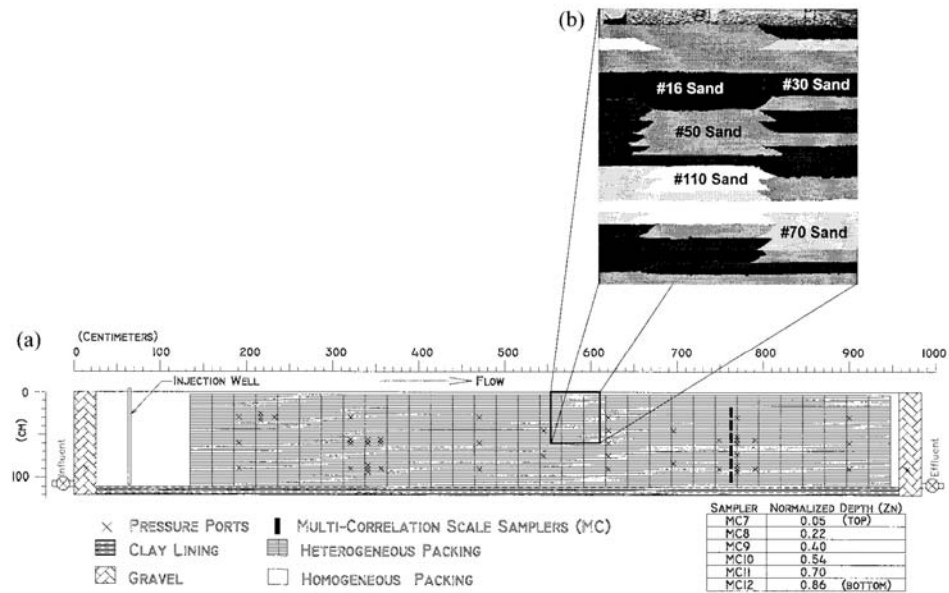 (b)
#16 Sand
#30 Sand
#50 Sand
#110 Sand
#70 Sand
(a)
(CENTIMETERS)
0 100 200 300 400 500 600 700 800 900 1000
INJECTION WELL
FLOW
0
(CM)
100
Influent
Effluent
× PRESSURE PORTS
MULTI-CORRELATION SCALE SAMPLERS (MC)
CLAY LINING
HETEROGENEOUS PACKING
GRAVEL
HOMOGENEOUS PACKING
SAMPLER NORMALIZED DEPTH (ZN)
MC7 0.05 (TOP)
MC8 0.22
MC9 0.40
MC10 0.54
MC11 0.70
MC12 0.86 (BOTTOM)